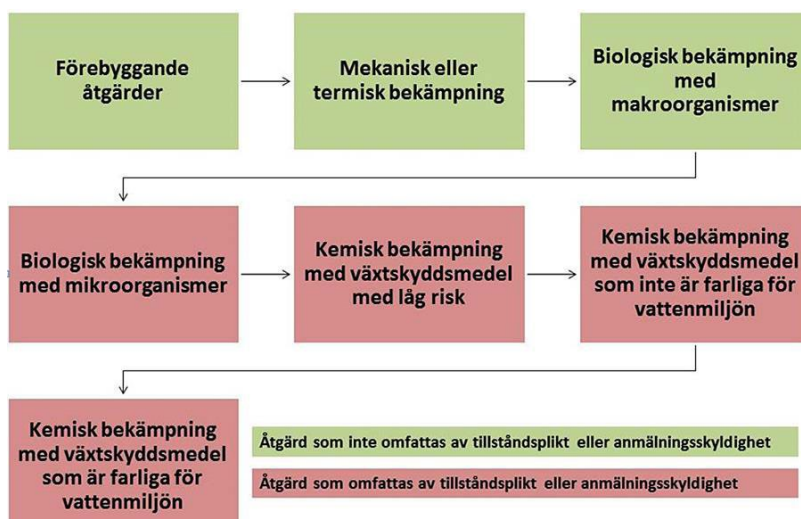 Förebyggande
åtgärder
Mekanisk eller
termisk bekämpning
Biologisk bekämpning
med
makroorganismer
Biologisk bekämpning
med mikroorganismer
Kemisk bekämpning
med växtskyddsmedel
med låg risk
Kemisk bekämpning
med växtskyddsmedel
som inte är farliga för
vattenmiljön
Kemisk bekämpning
med växtskyddsmedel
som är farliga för
vattenmiljön
Åtgärd som inte omfattas av tillståndsplikt eller anmälningsskyldighet
Åtgärd som omfattas av tillståndsplikt eller anmälningsskyldighet